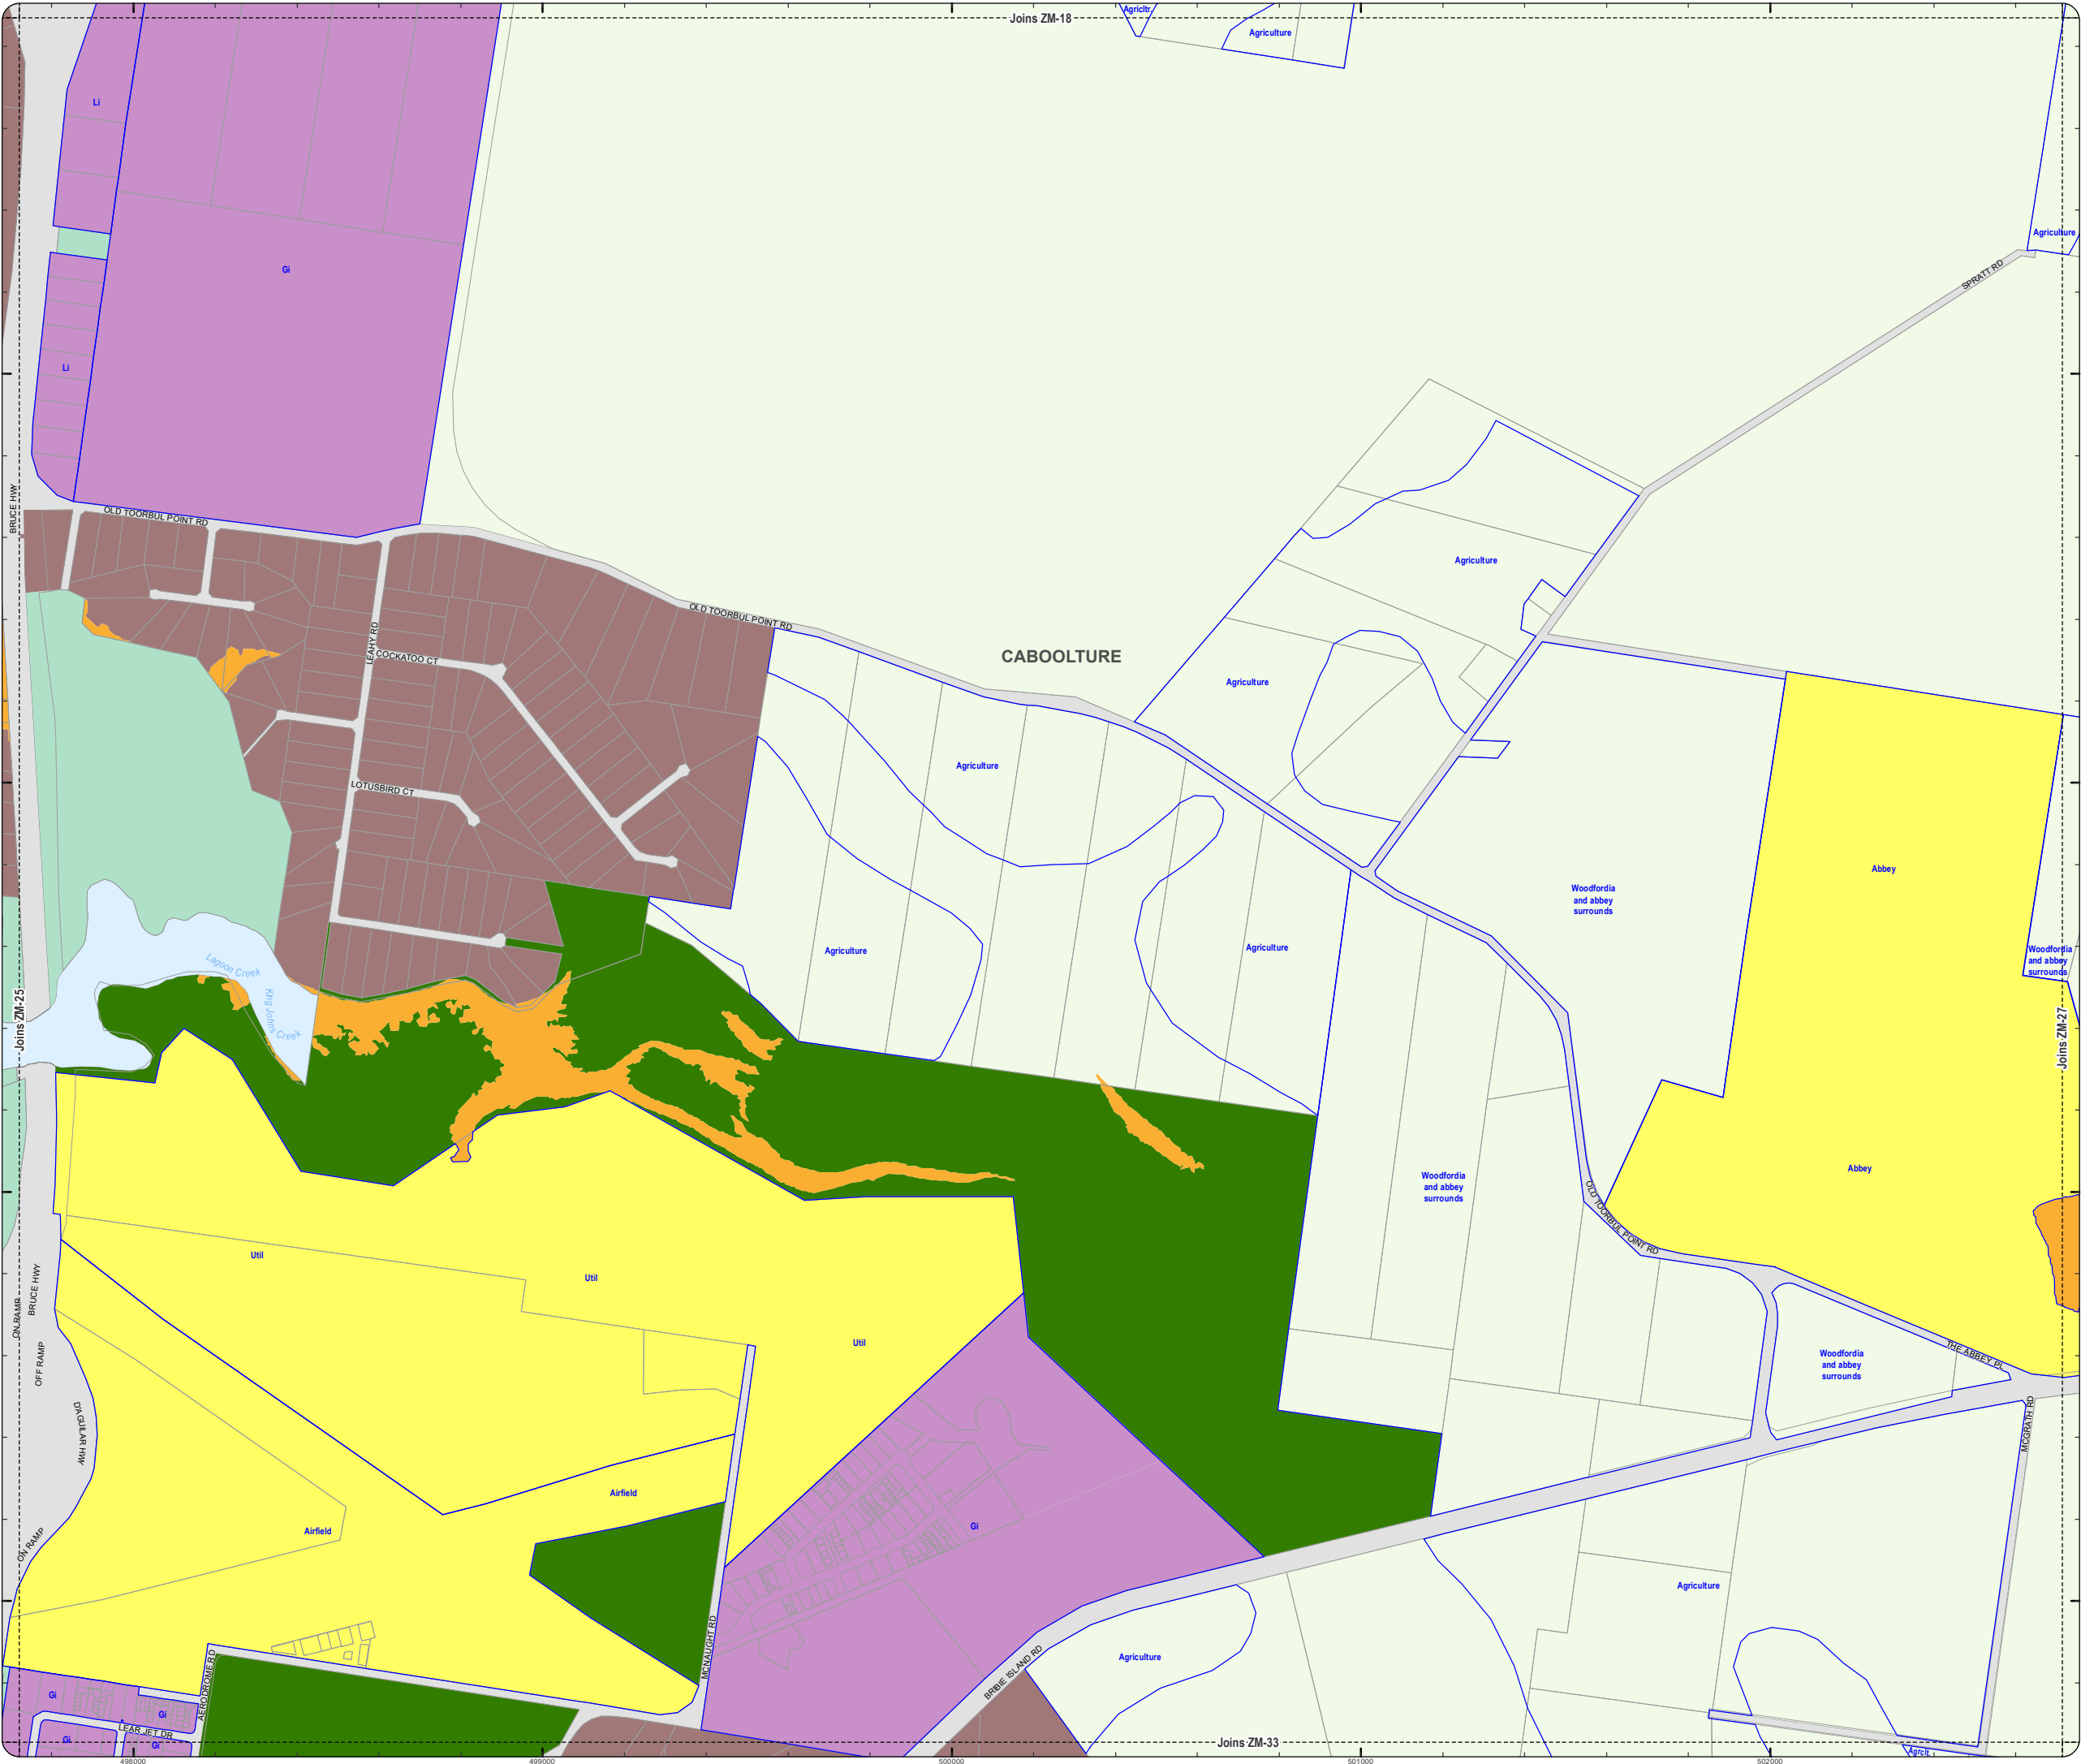 Joins ZM-18
Agricltr.
Agriculture
Li
Agriculture
Gi
SPRATT RD
Li
BRUCE HWY
OLD TOORBUL POINT RD
Agriculture
OLD TOORBUL POINT RD
LEAHY RD
COCKATOO CT
CABOOLTURE
Agriculture
Agriculture
LOTUSBIRD CT
Abbey
Woodfordia
and abbey
surrounds
Agriculture
Agriculture
Woodfordia
and abbey
surrounds
Lagoon Creek
King Johns
Creek
Joins ZM-25
Joins ZM-27
Abbey
Woodfordia
and abbey
surrounds
OLD TOORBUL POINT RD
Util
Util
BRUCE HWY
ON RAMP
Util
OFF RAMP
THE ABBEY PL
Woodfordia
and abbey
surrounds
D'AGUILAR HWY
MCGRATH RD
Airfield
Airfield
Gi
ON RAMP
Agriculture
MCNAUGHT RD
Agriculture
BRIBIE ISLAND RD
AERODROME RD
Gi
Gi
LEAR JET DR
Gi
Gi
Joins ZM-33
Agrclt.
498000
499000
500000
501000
502000